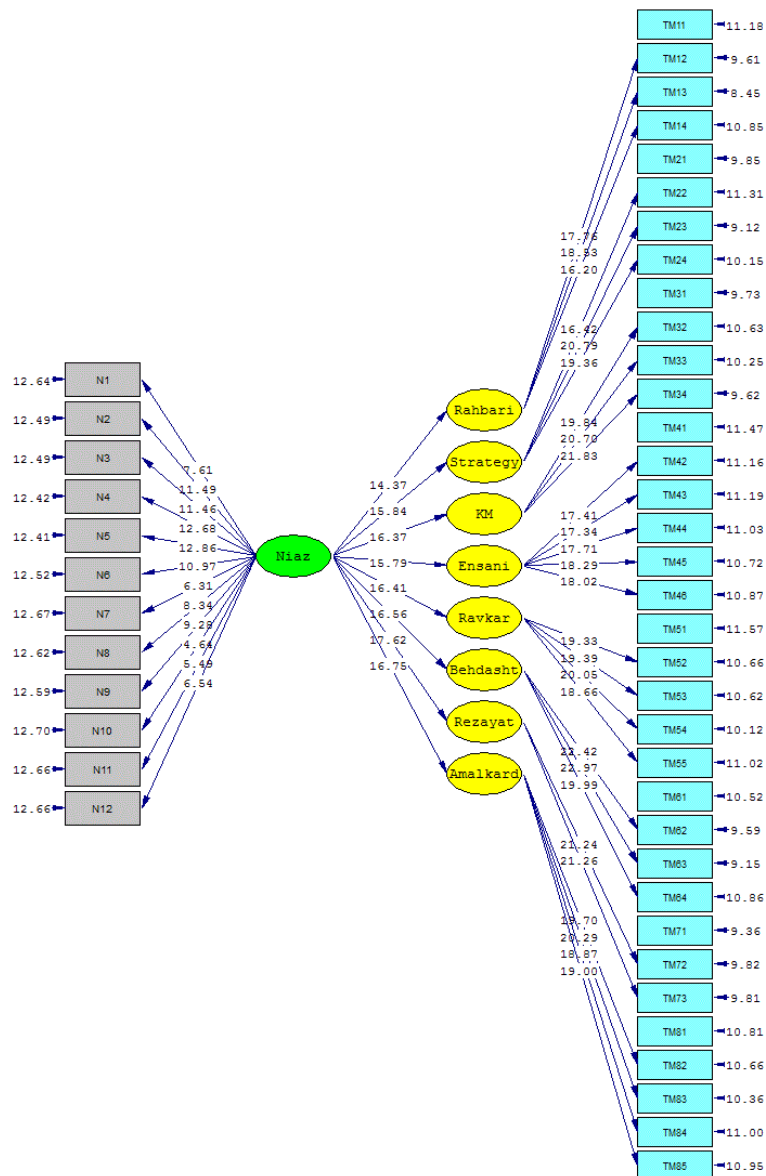 TM11 11.18
TM12 9.61
TM13 8.45
TM14 10.85
TM21 9.85
TM22 11.31
TM23 9.12
TM24 10.15
TM31 9.73
TM32 10.63
TM33 10.25
TM34 9.62
TM41 11.47
TM42 11.16
TM43 11.19
TM44 11.03
TM45 10.72
TM46 10.87
TM51 11.57
TM52 10.66
TM53 10.62
TM54 10.12
TM55 11.02
TM61 10.52
TM62 9.59
TM63 9.15
TM64 10.86
TM71 9.36
TM72 9.82
TM73 9.81
TM81 10.81
TM82 10.66
TM83 10.36
TM84 11.00
TM85 10.95
17.76
18.53
16.20
16.42
20.79
19.36
19.84
20.70
21.83
17.41
17.34
17.71
18.29
18.02
19.33
19.39
20.05
18.66
22.42
22.97
19.99
21.24
21.26
19.70
20.29
18.87
19.00
Rahbari
Strategy
KM
Ensani
Ravkar
Behdasht
Rezayat
Amalkard
14.37
15.84
16.37
15.79
16.41
16.56
17.62
16.75
Niaz
7.61
11.49
11.46
12.68
12.86
10.97
6.31
8.34
9.28
4.64
5.49
6.54
12.64 N1
12.49 N2
12.49 N3
12.42 N4
12.41 N5
12.52 N6
12.67 N7
12.62 N8
12.59 N9
12.70 N10
12.66 N11
12.66 N12